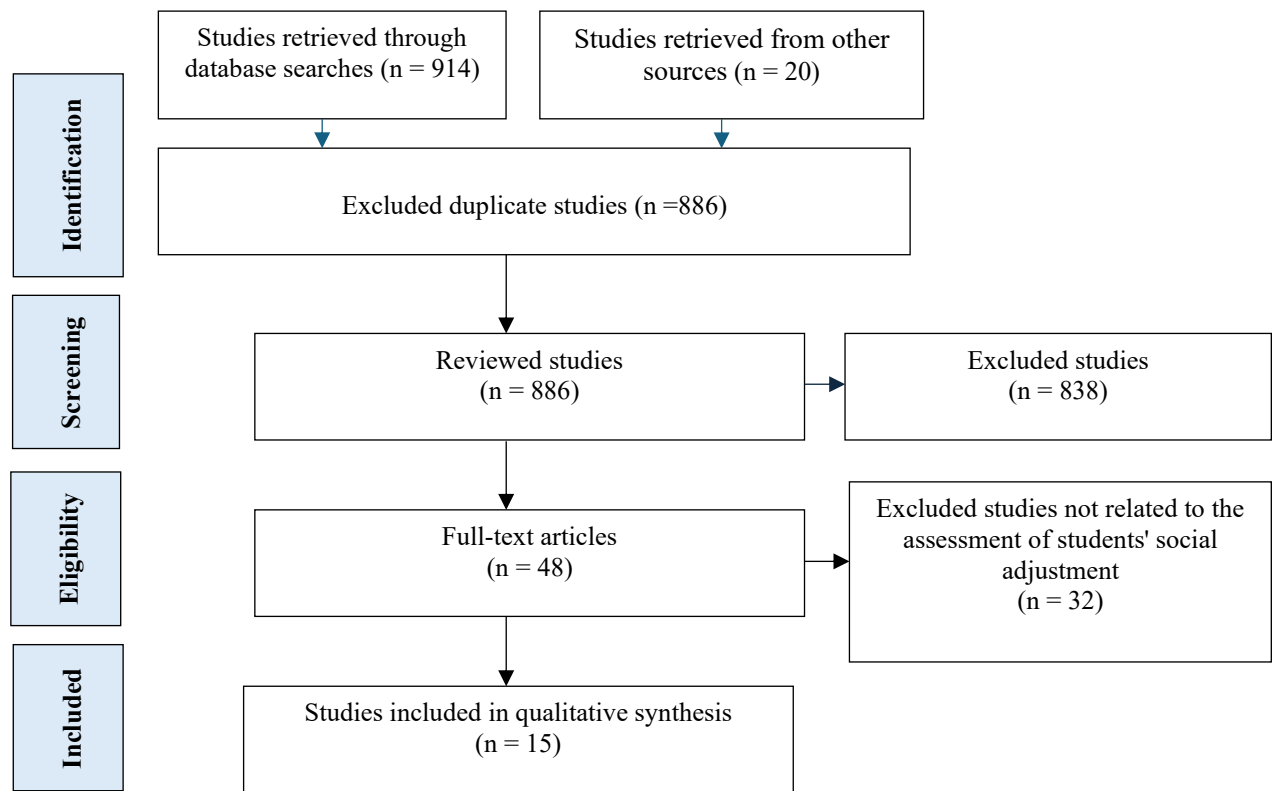 Studies retrieved through
database searches (n = 914)
Studies retrieved from other
sources (n = 20)
Identification
Excluded duplicate studies (n =886)
Screening
Reviewed studies
(n = 886)
Excluded studies
(n = 838)
Eligibility
Full-text articles
(n = 48)
Excluded studies not related to the
assessment of students' social
adjustment
(n = 32)
Included
Studies included in qualitative synthesis
(n = 15)